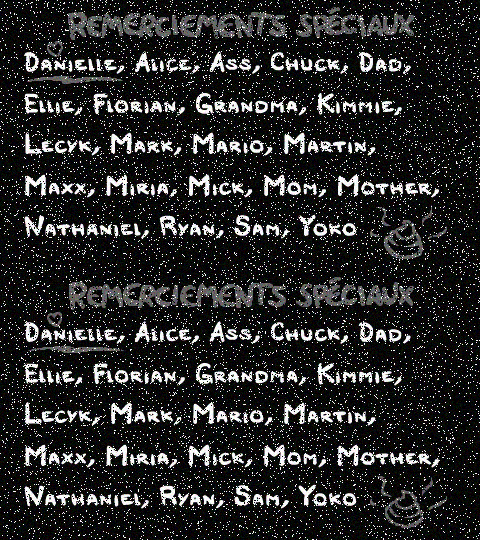 Remerciements spéciaux
Danielle, Alice, Ass, Chuck, Dad,
Ellie, Florian, Grandma, Kimmie,
Lecyk, Mark, Mario, Martin,
Maxx, Miria, Mick, Mom, Mother,
Nathaniel, Ryan, Sam, Yoko
Remerciements spéciaux
Danielle, Alice, Ass, Chuck, Dad,
Ellie, Florian, Grandma, Kimmie,
Lecyk, Mark, Mario, Martin,
Maxx, Miria, Mick, Mom, Mother,
Nathaniel, Ryan, Sam, Yoko